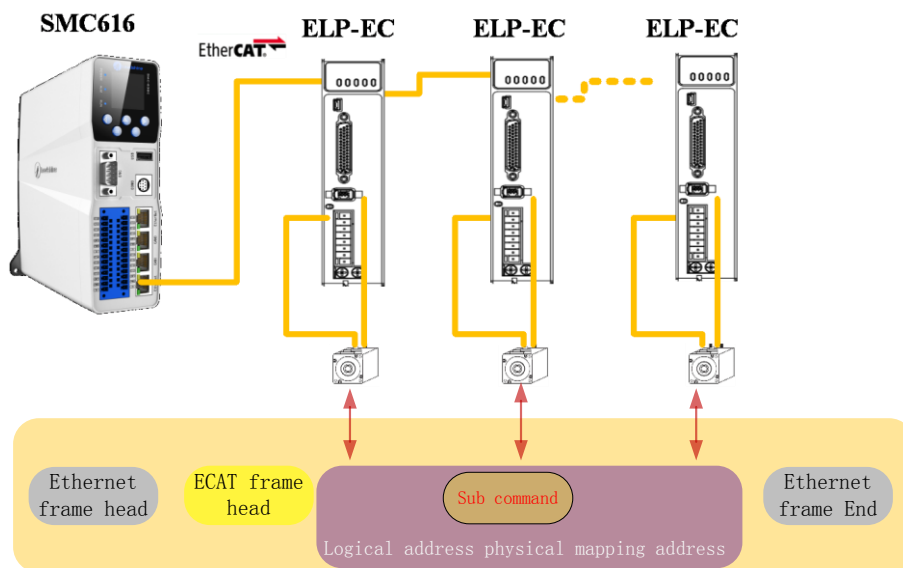 SMC616
EtherCAT
ELP-EC
ELP-EC
ELP-EC
Ethernet
frame head
ECAT frame
head
Sub command
Logical address physical mapping address
Ethernet
frame End